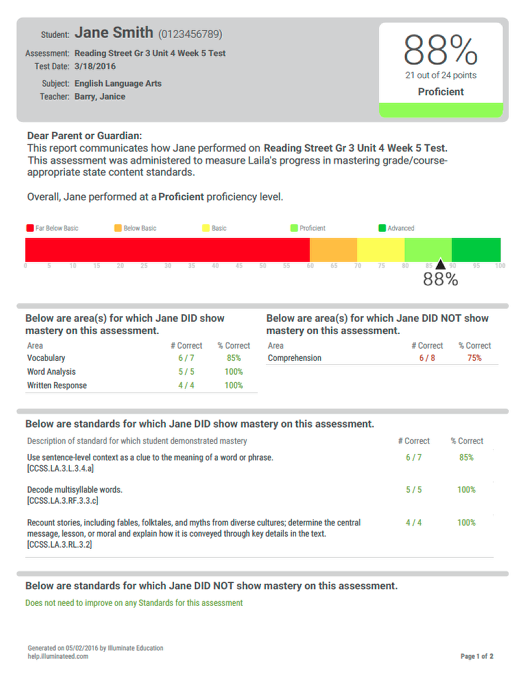 Student: Jane Smith (0123456789)
Assessment: Reading Street Gr 3 Unit 4 Week 5 Test
Test Date: 3/18/2016
Subject: English Language Arts
Teacher: Barry, Janice
88%
21 out of 24 points
Proficient
Dear Parent or Guardian:
This report communicates how Jane performed on Reading Street Gr 3 Unit 4 Week 5 Test.
This assessment was administered to measure Laila's progress in mastering grade/course-
appropriate state content standards.
Overall, Jane performed at a Proficient proficiency level.
Far Below Basic Below Basic Basic Proficient Advanced
0 5 10 15 20 25 30 35 40 45 50 55 60 65 70 75 80 85 90 95 100
88%
Below are area(s) for which Jane DID show
mastery on this assessment.
Area # Correct % Correct
Vocabulary 6 / 7 85%
Word Analysis 5 / 5 100%
Written Response 4 / 4 100%
Below are area(s) for which Jane DID NOT show
mastery on this assessment.
Area # Correct % Correct
Comprehension 6 / 8 75%
Below are standards for which Jane DID show mastery on this assessment.
Description of standard for which student demonstrated mastery # Correct % Correct
Use sentence-level context as a clue to the meaning of a word or phrase. 6 / 7 85%
[CCSS.LA.3.L.3.4.a]
Decode multisyllable words. 5 / 5 100%
[CCSS.LA.3.RF.3.3.c]
Recount stories, including fables, folktales, and myths from diverse cultures; determine the central 4 / 4 100%
message, lesson, or moral and explain how it is conveyed through key details in the text.
[CCSS.LA.3.RL.3.2]
Below are standards for which Jane DID NOT show mastery on this assessment.
Does not need to improve on any Standards for this assessment
Generated on 05/02/2016 by Illuminate Education
help.illuminateed.com
Page 1 of 2